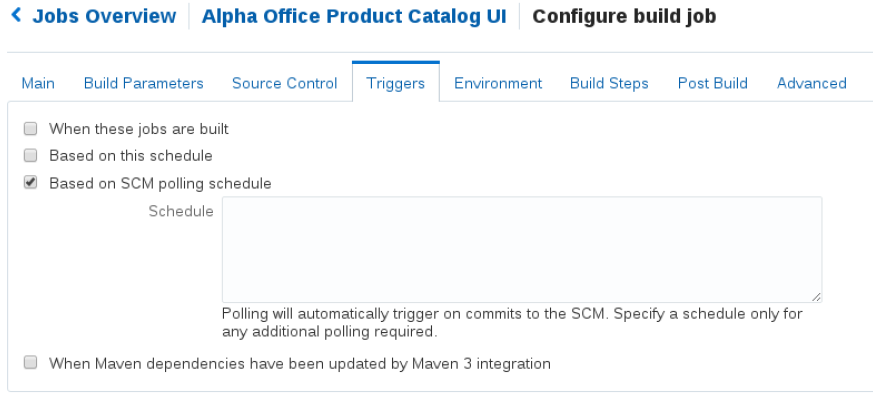 Jobs Overview Alpha Office Product Catalog UI Configure build job
Main Build Parameters Source Control Triggers Environment Build Steps Post Build Advanced
When these jobs are built
Based on this schedule
Based on SCM polling schedule
Schedule
Polling will automatically trigger on commits to the SCM. Specify a schedule only for
any additional polling required.
When Maven dependencies have been updated by Maven 3 integration